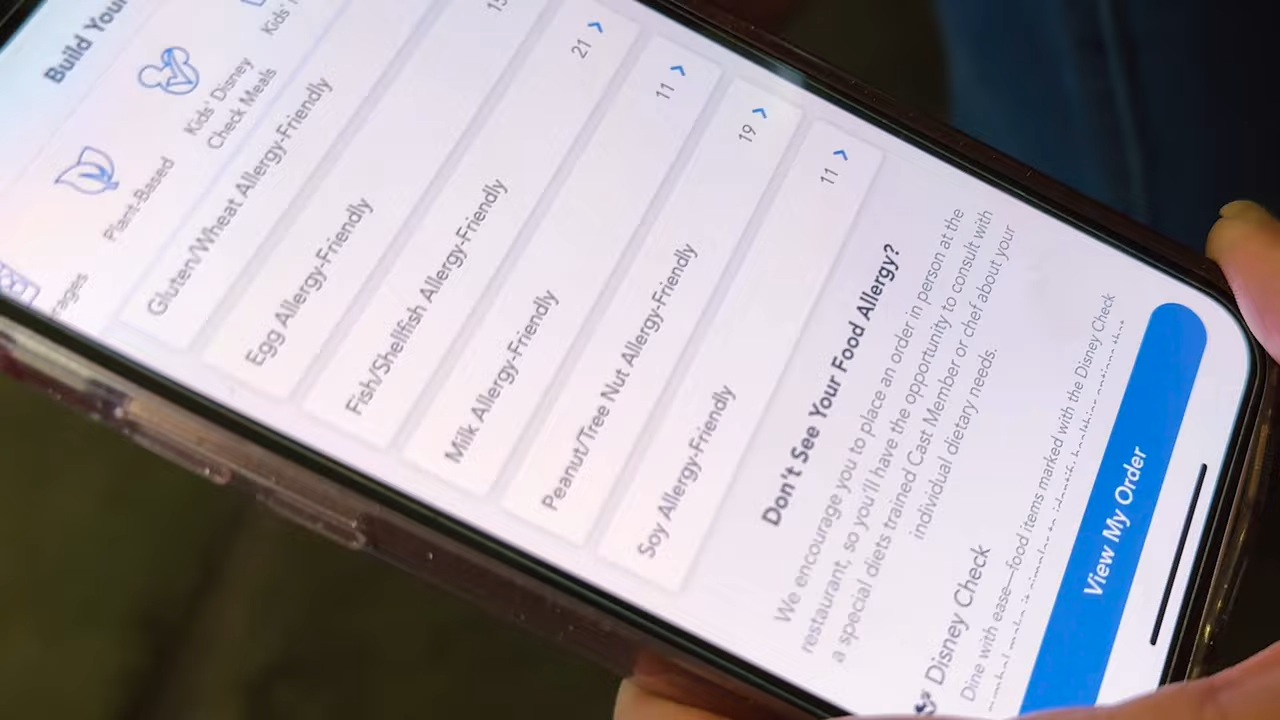 Build Your
Kids'
Kids' Disney
Check Meals
Plant-Based
Gluten/Wheat Allergy-Friendly
Egg Allergy-Friendly
Fish/Shellfish Allergy-Friendly 21
Milk Allergy-Friendly 11
Peanut/Tree Nut Allergy-Friendly 19
Soy Allergy-Friendly 11
Don't See Your Food Allergy?
We encourage you to place an order in person at the
restaurant, so you'll have the opportunity to consult with
a special diets trained Cast Member or chef about your
individual dietary needs.
Disney Check
Dine with ease—food items marked with the Disney Check
View My Order